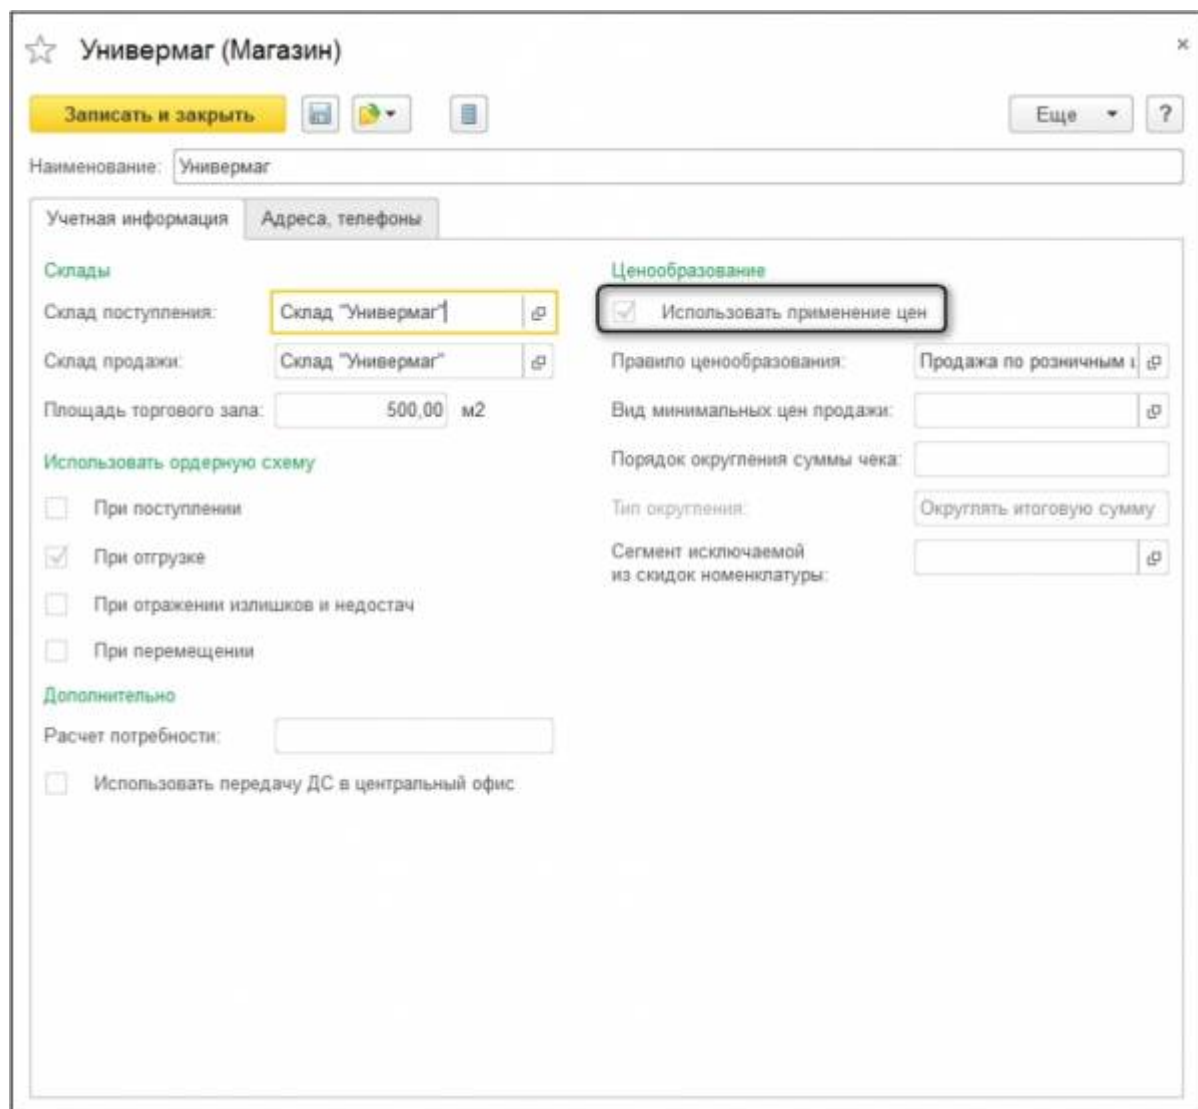 Универмаг (Магазин)
×
Записать и закрыть
Еще
?
Наименование: Универмаг
Учетная информация
Адреса, телефоны
Склады
Склад поступления: Склад "Универмаг"
Склад продажи: Склад "Универмаг"
Площадь торгового зала: 500,00 м2
Использовать ордерную схему
При поступлении
При отгрузке
При отражении излишков и недостач
При перемещении
Дополнительно
Расчет потребности:
Использовать передачу ДС в центральный офис
Ценообразование
Использовать применение цен
Правило ценообразования: Продажа по розничным
Вид минимальных цен продажи:
Порядок округления суммы чека:
Тип округления: Округлять итоговую сумму
Сегмент исключаемой
из скидок номенклатуры: